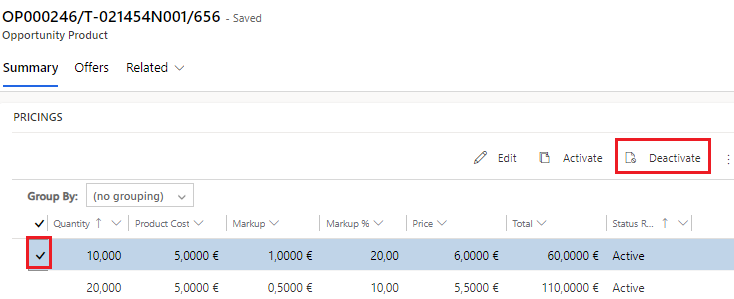 OP000246/T-021454N001/656 - Saved
Opportunity Product
Summary Offers Related
PRICINGS
Edit Activate Deactivate
Group By: (no grouping)
Quantity Product Cost Markup Markup % Price Total Status R...
10,000 5,0000 € 1,0000 € 20,00 6,0000 € 60,0000 € Active
20,000 5,0000 € 0,5000 € 10,00 5,5000 € 110,0000 € Active